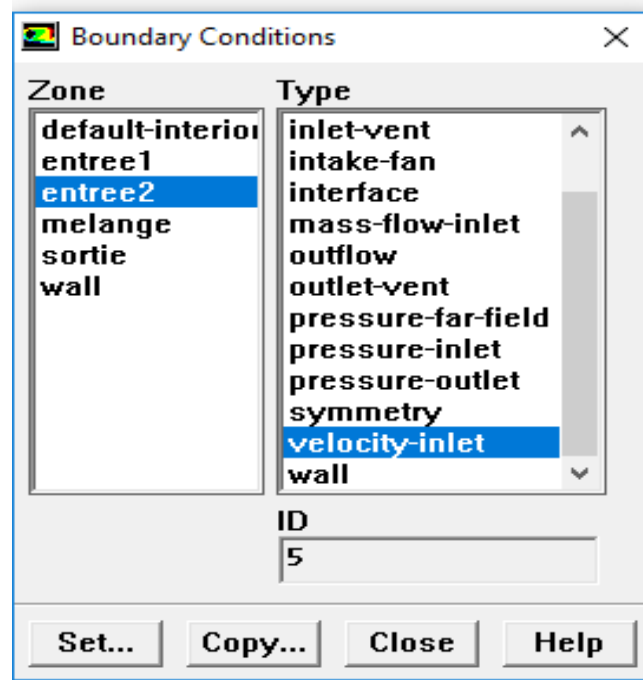 Boundary Conditions
Zone
default-interior
entree1
entree2
melange
sortie
wall
Type
inlet-vent
intake-fan
interface
mass-flow-inlet
outflow
outlet-vent
pressure-far-field
pressure-inlet
pressure-outlet
symmetry
velocity-inlet
wall
ID
5
Set... Copy... Close Help